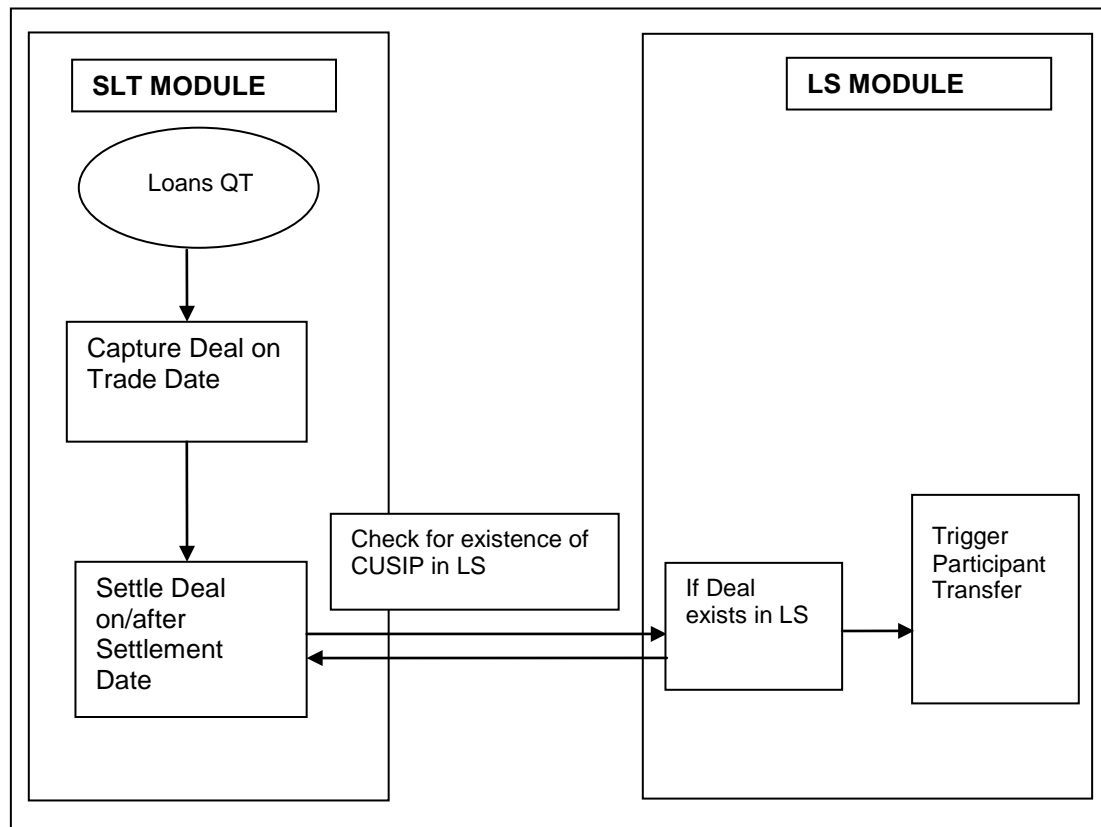 SLT MODULE
LS MODULE
Loans QT
Capture Deal on
Trade Date
Check for existence of
CUSIP in LS
Settle Deal
on/after
Settlement
Date
If Deal
exists in LS
Trigger
Participant
Transfer